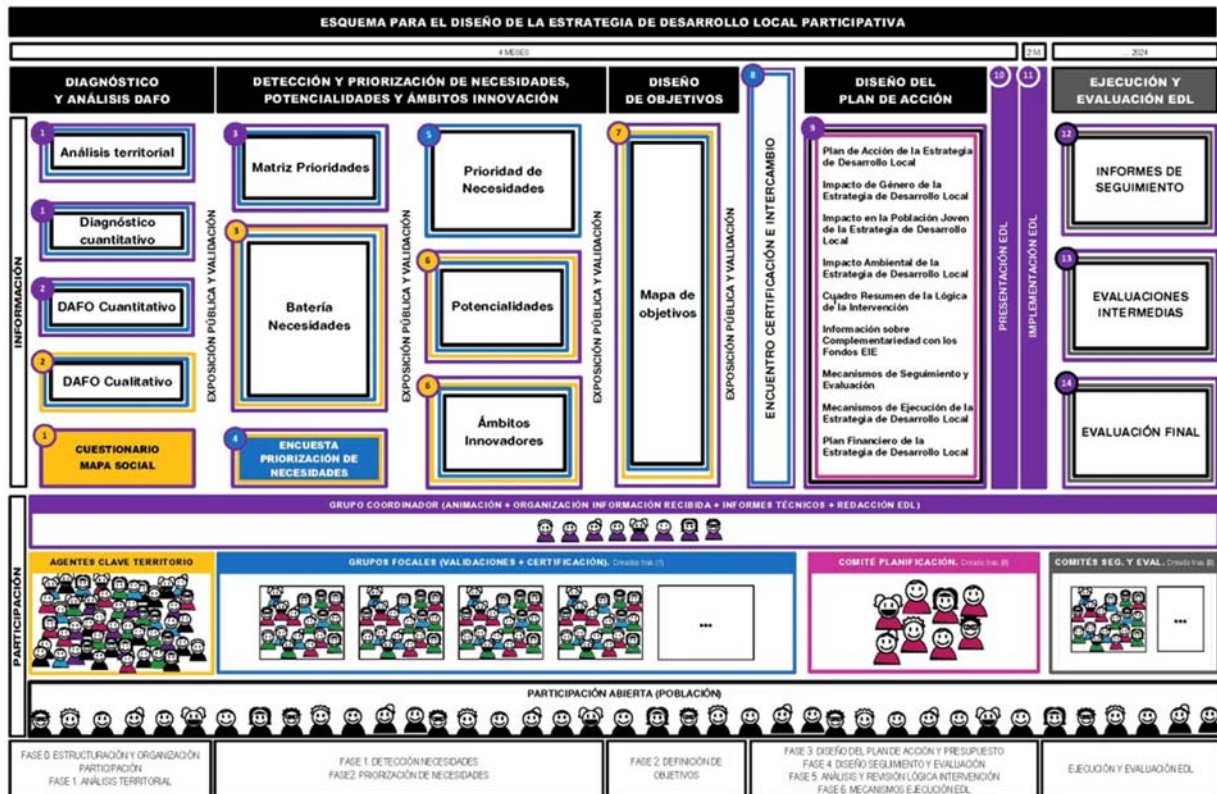 ESQUEMA PARA EL DISEÑO DE LA ESTRATEGIA DE DESARROLLO LOCAL PARTICIPATIVA
4 MESES
2 M.
... 2024
INFORMACIÓN
DIAGNÓSTICO
Y ANÁLISIS DAFO
1
Análisis territorial
1
Diagnóstico
cuantitativo
2
DAFO Cuantitativo
2
DAFO Cualitativo
1
CUESTIONARIO
MAPA SOCIAL
EXPOSICIÓN PÚBLICA Y VALIDACIÓN
DETECCIÓN Y PRIORIZACIÓN DE NECESIDADES,
POTENCIALIDADES Y ÁMBITOS INNOVACIÓN
3
Matriz Prioridades
3
Batería
Necesidades
4
ENCUESTA
PRIORIZACIÓN DE
NECESIDADES
EXPOSICIÓN PÚBLICA Y VALIDACIÓN
5
Prioridad de
Necesidades
6
Potencialidades
6
Ámbitos
Innovadores
EXPOSICIÓN PÚBLICA Y VALIDACIÓN
DISEÑO
DE OBJETIVOS
7
Mapa de
objetivos
EXPOSICIÓN PÚBLICA Y VALIDACIÓN
8
ENCUENTRO CERTIFICACIÓN E INTERCAMBIO
DISEÑO DEL
PLAN DE ACCIÓN
9
Plan de Acción de la Estrategia
de Desarrollo Local
Impacto de Género de la
Estrategia de Desarrollo Local
Impacto en la Población Joven
de la Estrategia de Desarrollo
Local
Impacto Ambiental de la
Estrategia de Desarrollo Local
Cuadro Resumen de la Lógica
de la Intervención
Información sobre
Complementariedad con los
Fondos EIE
Mecanismos de Seguimiento y
Evaluación
Mecanismos de Ejecución de la
Estrategia de Desarrollo Local
Plan Financiero de la
Estrategia de Desarrollo Local
10
PRESENTACIÓN EDL
11
IMPLEMENTACIÓN EDL
EJECUCIÓN Y
EVALUACIÓN EDL
12
INFORMES DE
SEGUIMIENTO
13
EVALUACIONES
INTERMEDIAS
14
EVALUACIÓN FINAL
PARTICIPACIÓN
GRUPO COORDINADOR (ANIMACIÓN + ORGANIZACIÓN INFORMACIÓN RECIBIDA + INFORMES TÉCNICOS + REDACCIÓN EDL)
AGENTES CLAVE TERRITORIO
GRUPOS FOCALES (VALIDACIONES + CERTIFICACIÓN). Creados tras (1)
...
COMITÉ PLANIFICACIÓN. Creado tras (8)
COMITÉS SEG. Y EVAL. Creado tras (8)
...
PARTICIPACIÓN ABIERTA (POBLACIÓN)
FASE 0. ESTRUCTURACIÓN Y ORGANIZACIÓN
PARTICIPACIÓN
FASE 1. ANÁLISIS TERRITORIAL
FASE 1. DETECCIÓN NECESIDADES
FASE2. PRIORIZACIÓN DE NECESIDADES
FASE 2. DEFINICIÓN DE
OBJETIVOS
FASE 3. DISEÑO DEL PLAN DE ACCIÓN Y PRESUPUESTO
FASE 4. DISEÑO SEGUIMIENTO Y EVALUACIÓN
FASE 5. ANÁLISIS Y REVISIÓN LÓGICA INTERVENCIÓN
FASE 6. MECANISMOS EJECUCIÓN EDL
EJECUCIÓN Y EVALUACIÓN EDL